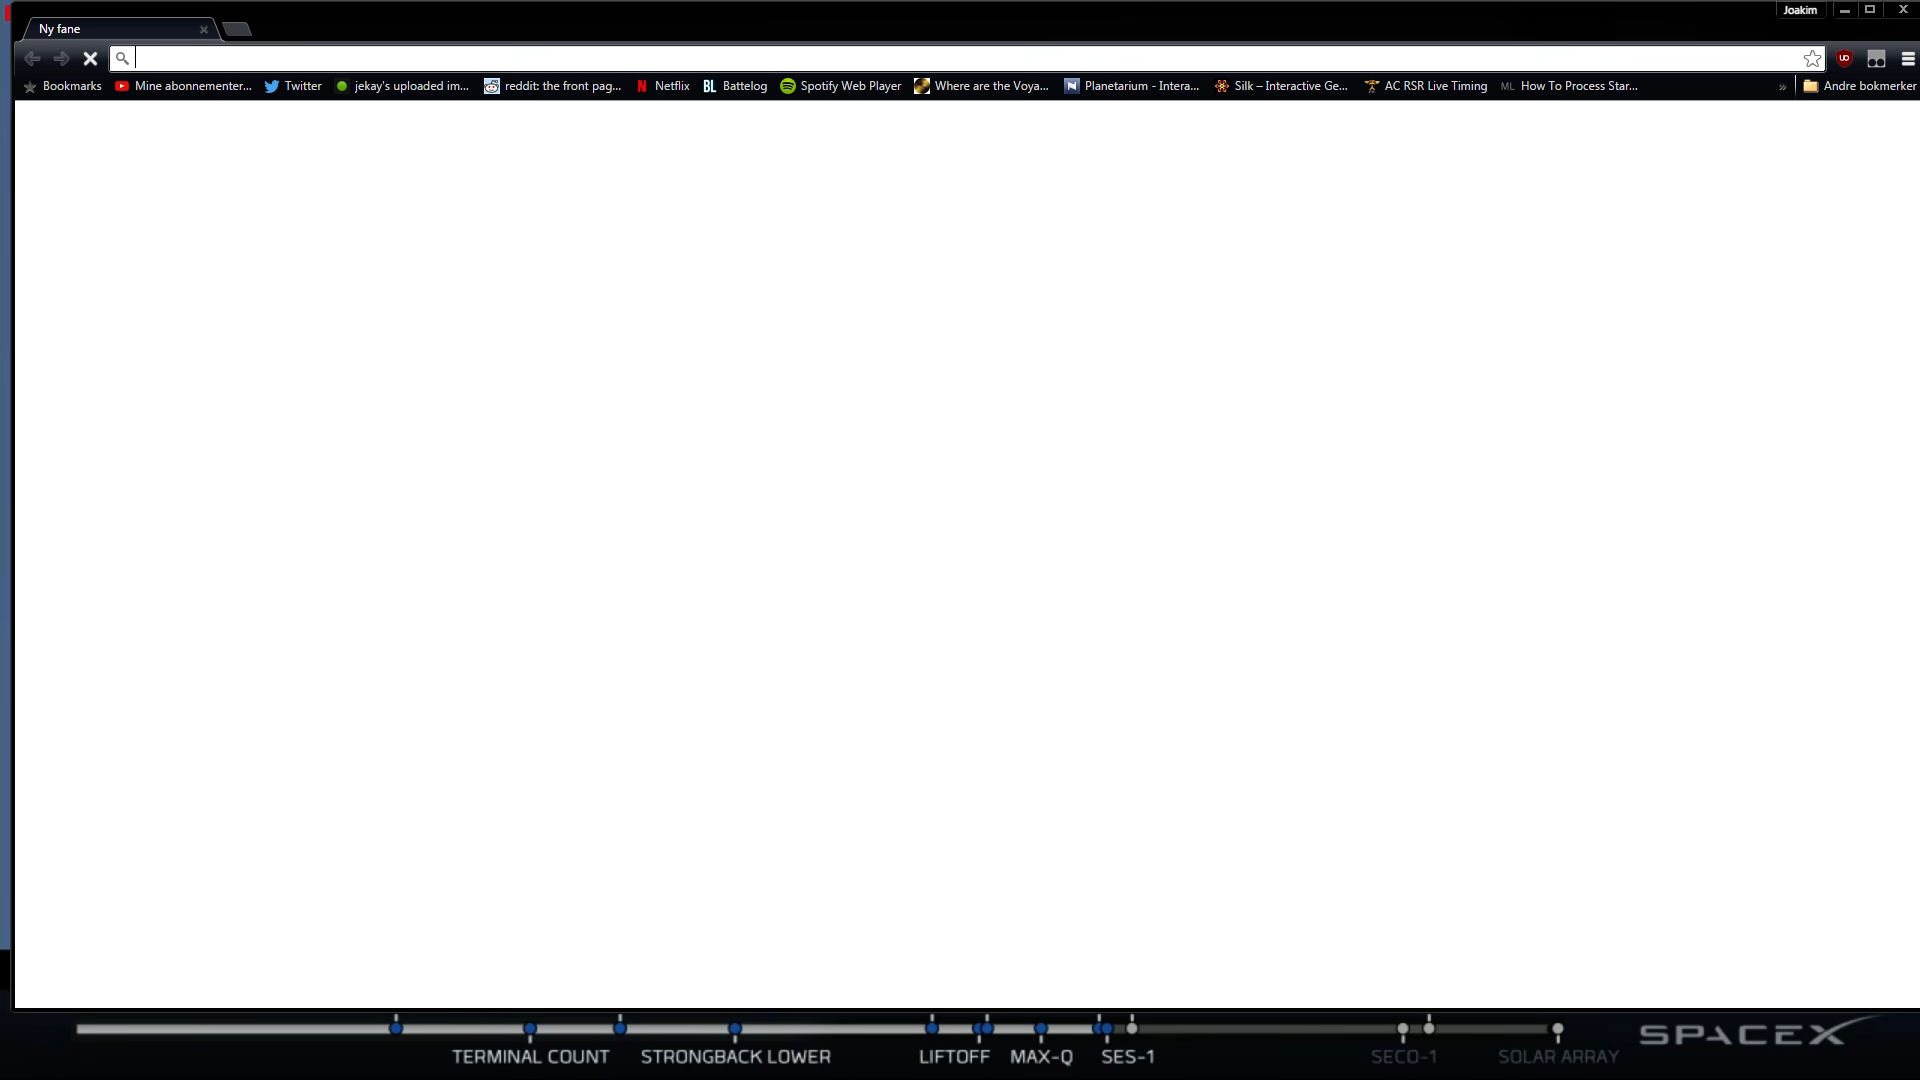 Joakim
Ny fane
Bookmarks Mine abonnementer... Twitter jekay's uploaded im... reddit: the front pag... Netflix BL Battelog Spotify Web Player Where are the Voya... Planetarium - Intera... Silk – Interactive Ge... AC RSR Live Timing ML How To Process Star... » Andre bokmerker
TERMINAL COUNT STRONGBACK LOWER LIFTOFF MAX-Q SES-1 SECO-1 SOLAR ARRAY SPACEX